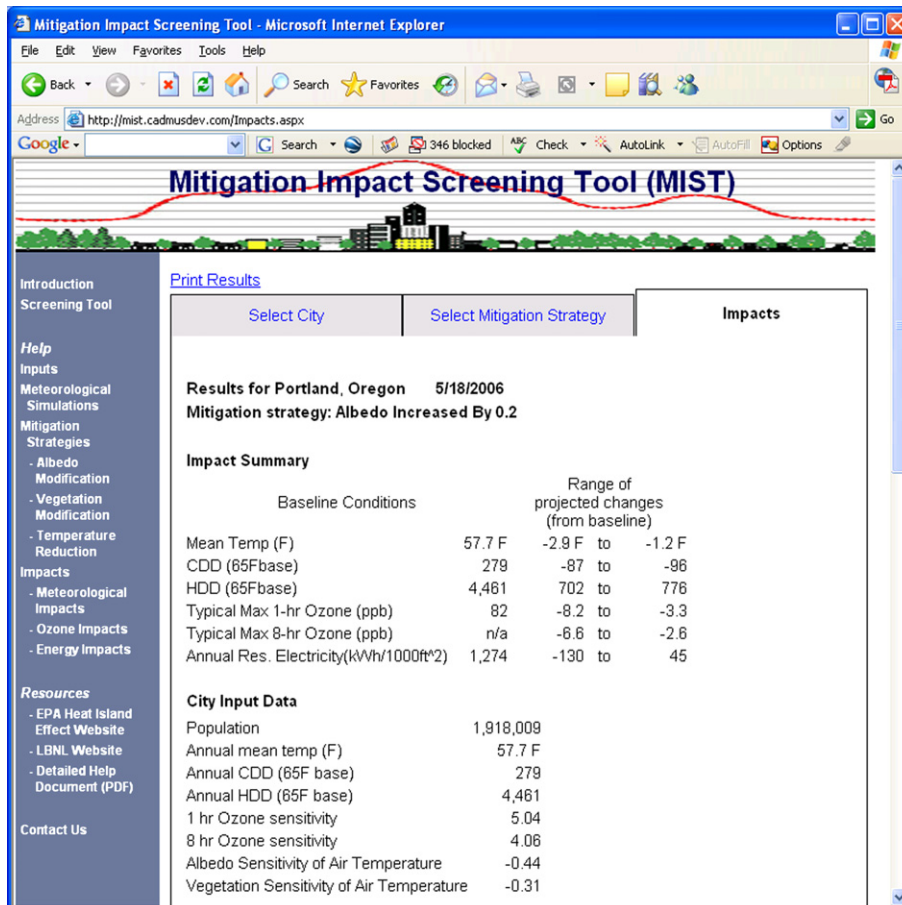 Mitigation Impact Screening Tool - Microsoft Internet Explorer
File Edit View Favorites Tools Help
Back Search Favorites
Address http://mist.cadmusdev.com/Impacts.aspx Go
Google Search 346 blocked ABC Check AutoLink AutoFill Options
Mitigation Impact Screening Tool (MIST)
Introduction
Screening Tool
Help
Inputs
Meteorological
Simulations
Mitigation
Strategies
- Albedo
Modification
- Vegetation
Modification
- Temperature
Reduction
Impacts
- Meteorological
Impacts
- Ozone Impacts
- Energy Impacts
Resources
- EPA Heat Island
Effect Website
- LBNL Website
- Detailed Help
Document (PDF)
Contact Us
Print Results
Select City Select Mitigation Strategy Impacts
Results for Portland, Oregon 5/18/2006
Mitigation strategy: Albedo Increased By 0.2
Impact Summary
Range of
Baseline Conditions projected changes
(from baseline)
Mean Temp (F) 57.7 F -2.9 F to -1.2 F
CDD (65Fbase) 279 -87 to -96
HDD (65Fbase) 4,461 702 to 776
Typical Max 1-hr Ozone (ppb) 82 -8.2 to -3.3
Typical Max 8-hr Ozone (ppb) n/a -6.6 to -2.6
Annual Res. Electricity(kWh/1000ft^2) 1,274 -130 to 45
City Input Data
Population 1,918,009
Annual mean temp (F) 57.7 F
Annual CDD (65F base) 279
Annual HDD (65F base) 4,461
1 hr Ozone sensitivity 5.04
8 hr Ozone sensitivity 4.06
Albedo Sensitivity of Air Temperature -0.44
Vegetation Sensitivity of Air Temperature -0.31